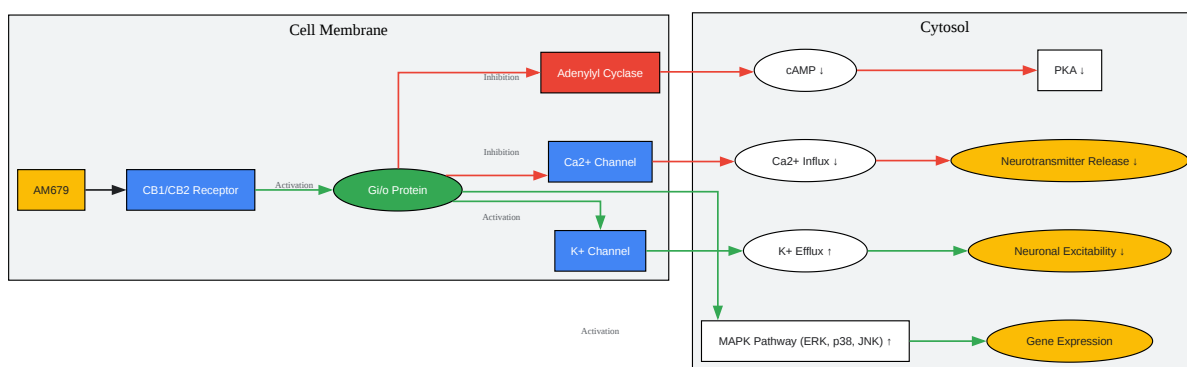 Cell Membrane
Cytosol
Inhibition
Adenylyl Cyclase
cAMP ↓
PKA ↓
Inhibition
Ca2+ Channel
Ca2+ Influx ↓
Neurotransmitter Release ↓
AM679
CB1/CB2 Receptor
Activation
Gi/o Protein
Activation
K+ Channel
K+ Efflux ↑
Neuronal Excitability ↓
Activation
MAPK Pathway (ERK, p38, JNK) ↑
Gene Expression